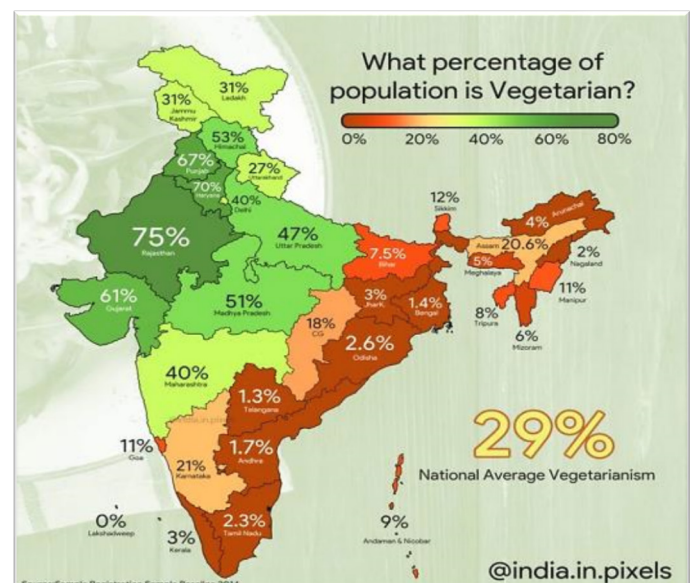 What percentage of
population is Vegetarian?
0%
20%
40%
60%
80%
31%
Ladakh
31%
Jammu
Kashmir
53%
Himachal
67%
Punjab
27%
Uttarakhand
70%
Haryana
40%
Delhi
75%
Rajasthan
47%
Uttar Pradesh
12%
Sikkim
4%
Arunachal
Assam 20.6%
7.5%
Bihar
5%
Meghalaya
2%
Nagaland
61%
Gujarat
51%
Madhya Pradesh
3%
Jhark.
1.4%
Bengal
11%
Manipur
8%
Tripura
6%
Mizoram
18%
CG
2.6%
Odisha
40%
Maharashtra
1.3%
Telangana
@india.in.pixels
29%
National Average Vegetarianism
11%
Goa
21%
Karnataka
1.7%
Andhra
0%
Lakshadweep
3%
Kerala
2.3%
Tamil Nadu
9%
Andaman & Nicobar
@india.in.pixels